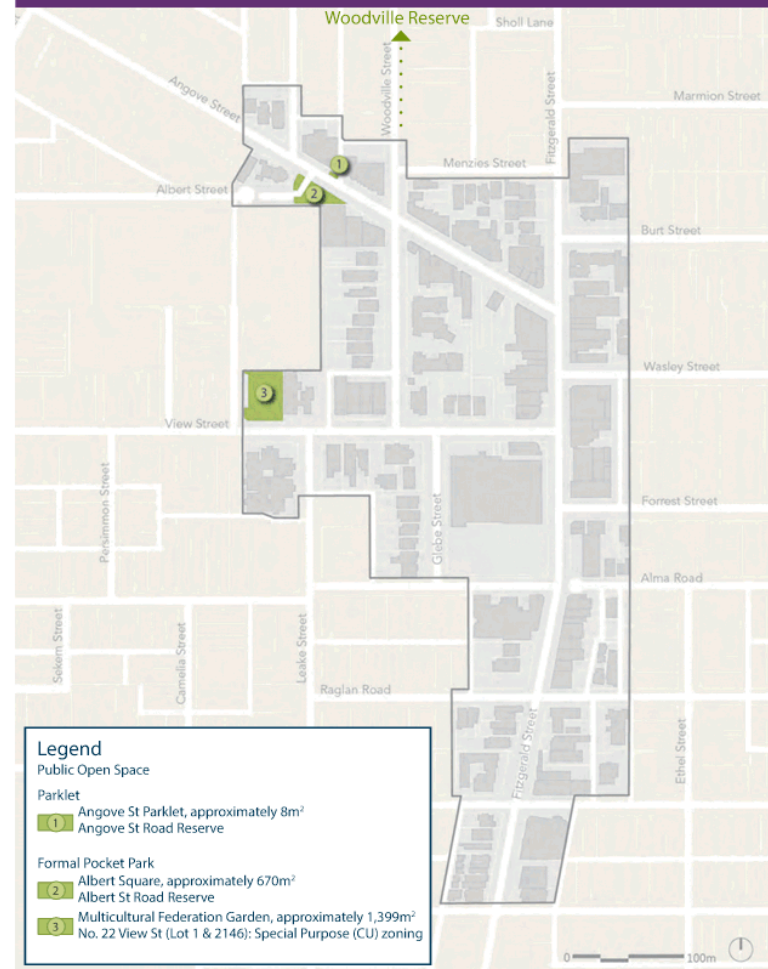 Woodville Reserve
Sholl Lane
Woodville Street
Fitzgerald Street
Angove Street
Marmion Street
1
Menzies Street
Albert Street
2
Burt Street
Wasley Street
3
View Street
Persimmon Street
Glebe Street
Forrest Street
Alma Road
Sekem Street
Camelia Street
Leake Street
Raglan Road
Fitzgerald Street
Ethel Street
Legend
Public Open Space
Parklet
1 Angove St Parklet, approximately 8m²
Angove St Road Reserve
Formal Pocket Park
2 Albert Square, approximately 670m²
Albert St Road Reserve
3 Multicultural Federation Garden, approximately 1,399m²
No. 22 View St (Lot 1 & 2146): Special Purpose (CU) zoning
0 100m